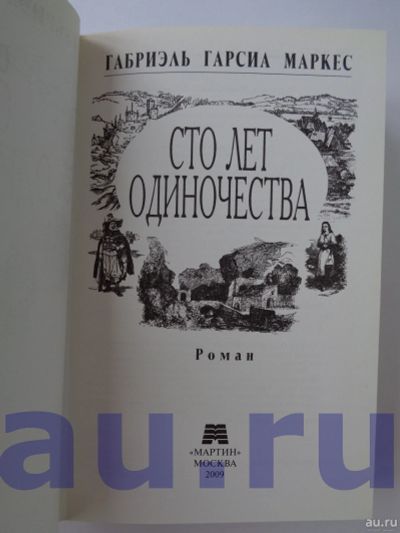 ГАБРИЭЛЬ ГАРСИА МАРКЕС
СТО ЛЕТ
ОДИНОЧЕСТВА
Роман
«МАРТИН»
МОСКВА
2009
au.ru
au.ru